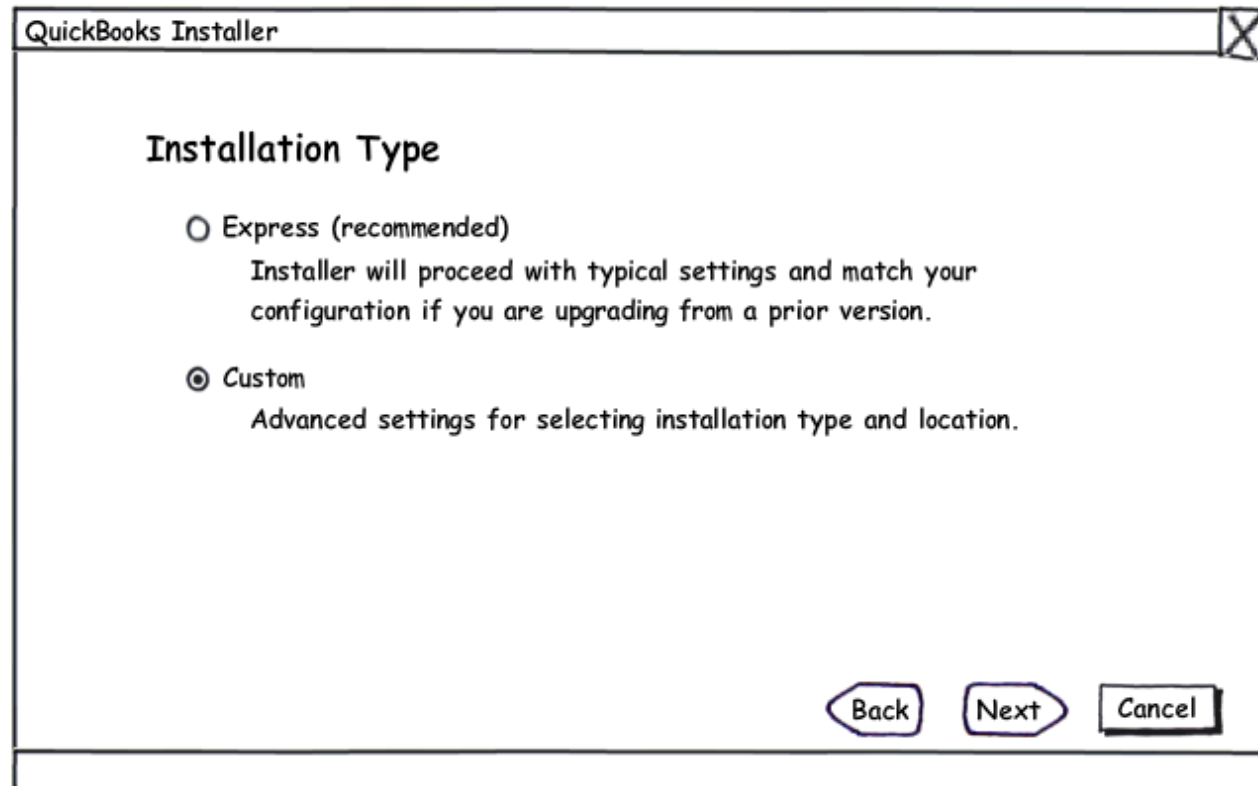 QuickBooks Installer
Installation Type
Express (recommended)
Installer will proceed with typical settings and match your
configuration if you are upgrading from a prior version.
Custom
Advanced settings for selecting installation type and location.
Back Next Cancel